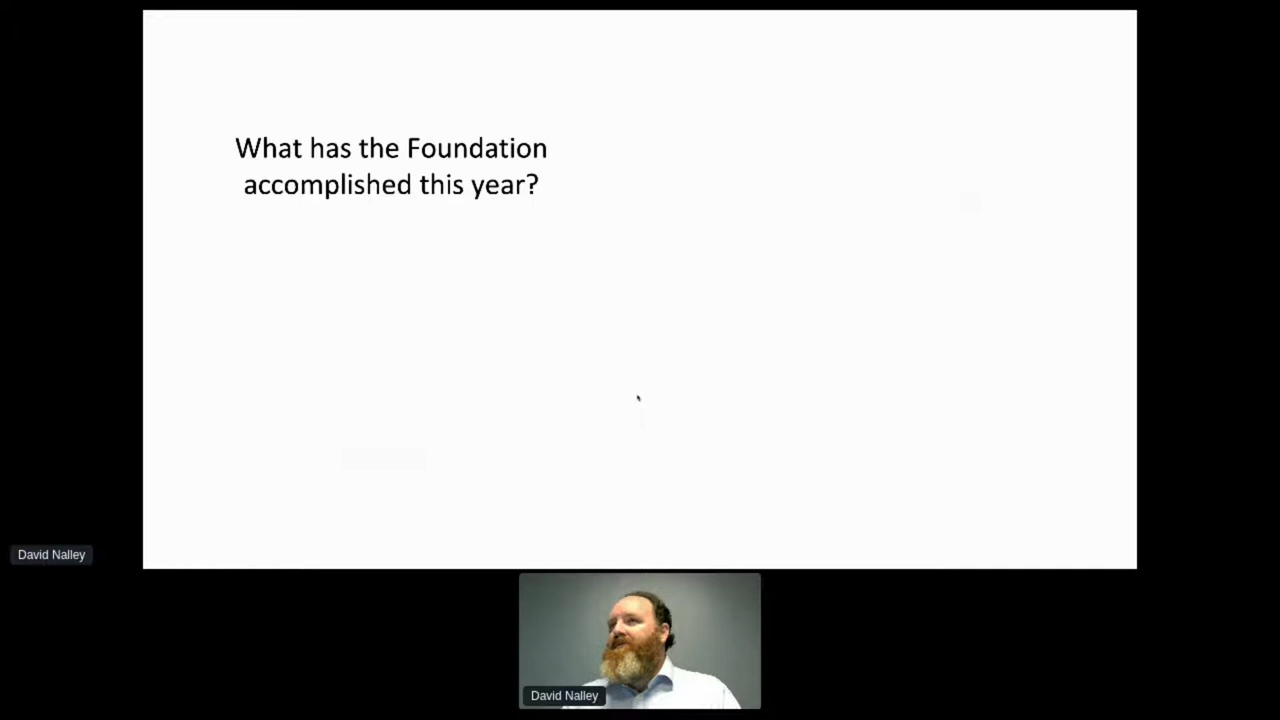 What has the Foundation
accomplished this year?
David Nalley
David Nalley